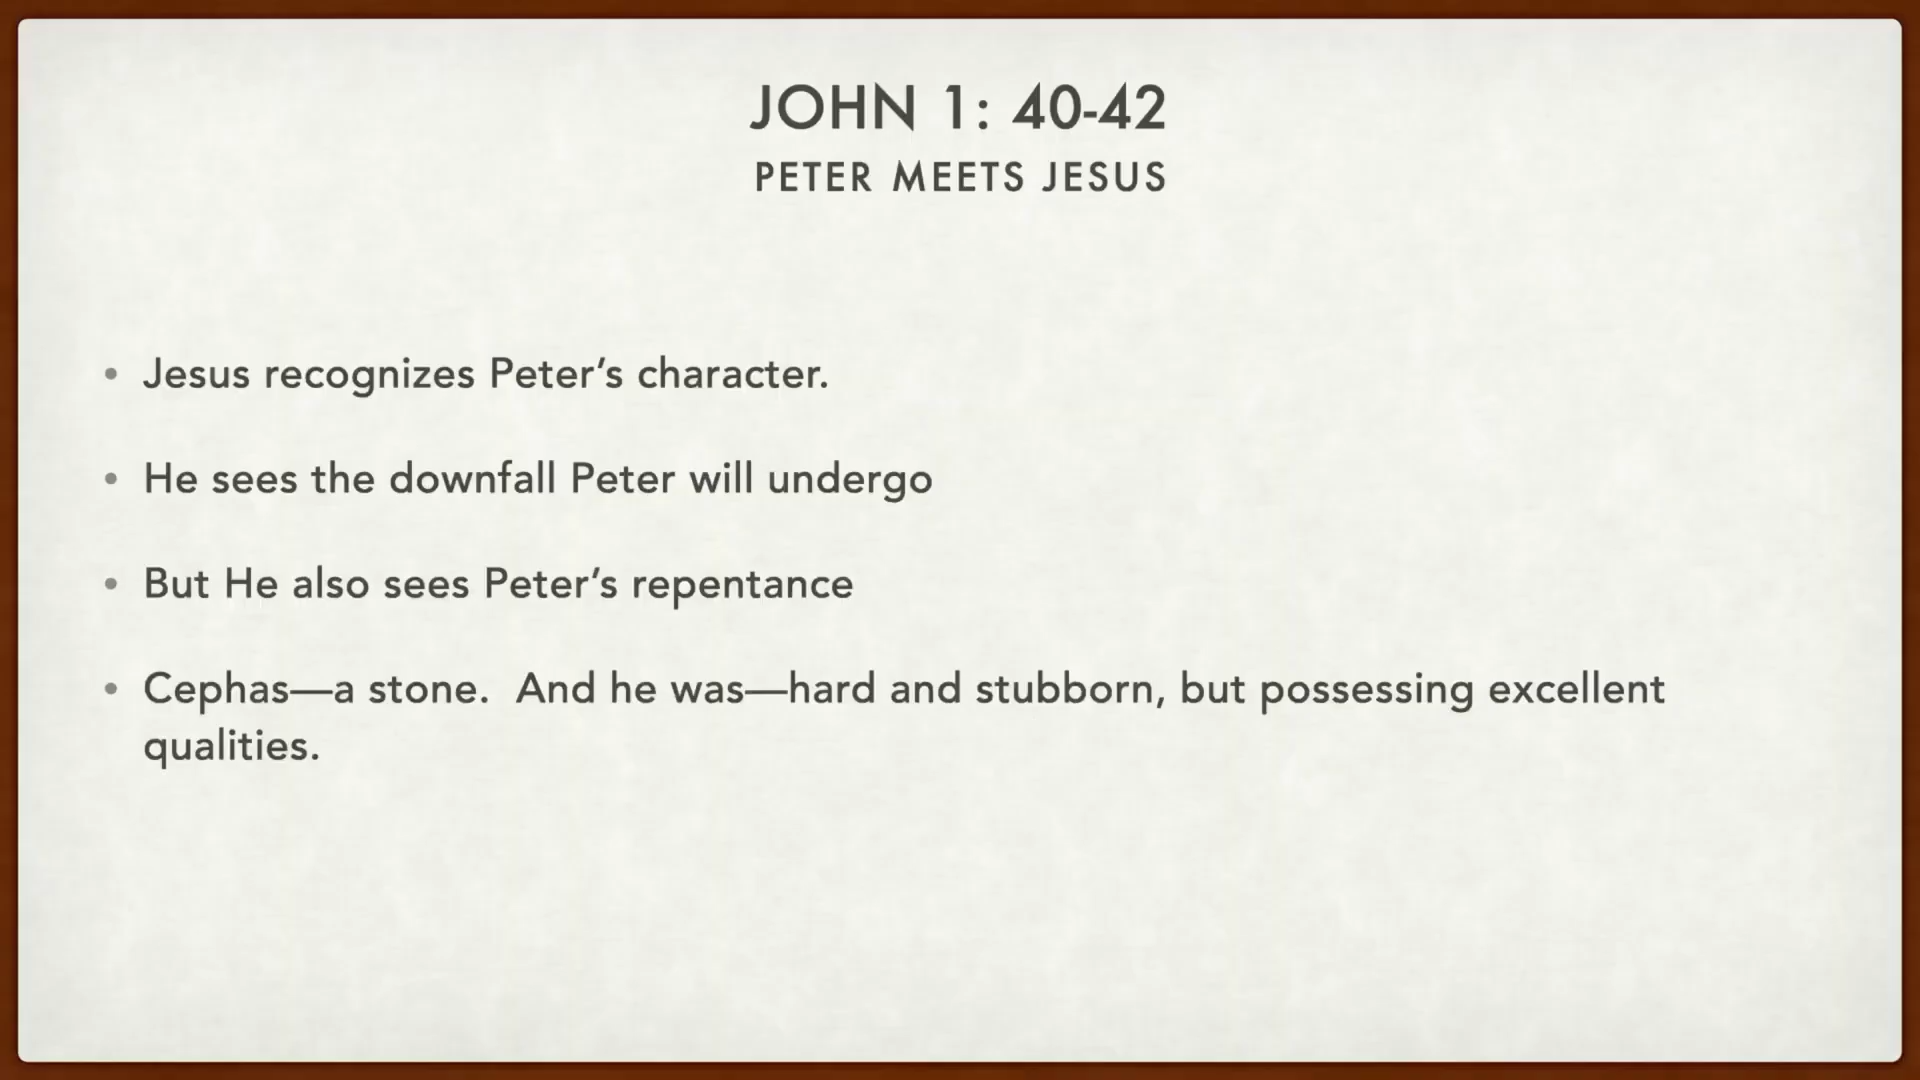 JOHN 1: 40-42
PETER MEETS JESUS
• Jesus recognizes Peter’s character.
• He sees the downfall Peter will undergo
• But He also sees Peter’s repentance
• Cephas—a stone.  And he was—hard and stubborn, but possessing excellent
qualities.